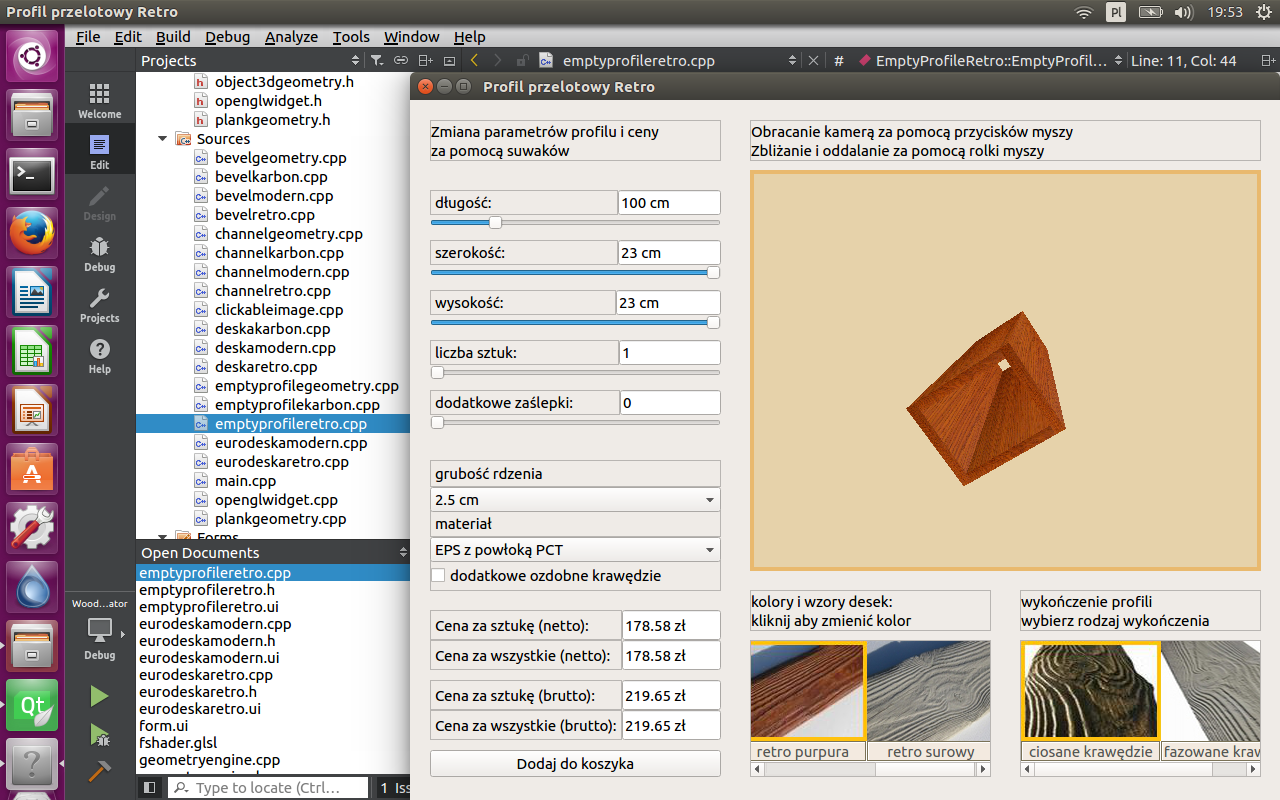 Profil przelotowy Retro
Pl
19:53
File Edit Build Debug Analyze Tools Window Help
Projects
emptyprofileretro.cpp
#
EmptyProfileRetro::EmptyProfil...
Line: 11, Col: 44
Welcome
Edit
Design
Debug
Projects
Help
object3dgeometry.h
openglwidget.h
plankgeometry.h
Sources
bevelgeometry.cpp
bevelkarbon.cpp
bevelmodern.cpp
bevelretro.cpp
channelgeometry.cpp
channelkarbon.cpp
channelmodern.cpp
channelretro.cpp
clickableimage.cpp
deskakarbon.cpp
deskamodern.cpp
deskaretro.cpp
emptyprofilegeometry.cpp
emptyprofilekarbon.cpp
emptyprofileretro.cpp
eurodeskamodern.cpp
eurodeskaretro.cpp
main.cpp
openglwidget.cpp
plankgeometry.cpp
Forms
Open Documents
emptyprofileretro.cpp
emptyprofileretro.h
emptyprofileretro.ui
eurodeskamodern.cpp
eurodeskamodern.h
eurodeskamodern.ui
eurodeskaretro.cpp
eurodeskaretro.h
eurodeskaretro.ui
form.ui
fshader.glsl
geometryengine.cpp
Wood...ator
Debug
Qt
Type to locate (Ctrl...
1 Iss
Profil przelotowy Retro
Zmiana parametrów profilu i ceny
za pomocą suwaków
długość: 100 cm
szerokość: 23 cm
wysokość: 23 cm
liczba sztuk: 1
dodatkowe zaślepki: 0
grubość rdzenia
2.5 cm
materiał
EPS z powłoką PCT
dodatkowe ozdobne krawędzie
Cena za sztukę (netto): 178.58 zł
Cena za wszystkie (netto): 178.58 zł
Cena za sztukę (brutto): 219.65 zł
Cena za wszystkie (brutto): 219.65 zł
Dodaj do koszyka
Obracanie kamerą za pomocą przycisków myszy
Zbliżanie i oddalanie za pomocą rolki myszy
kolory i wzory desek:
kliknij aby zmienić kolor
retro purpura
retro surowy
wykończenie profili
wybierz rodzaj wykończenia
ciosane krawędzie
fazowane kraw